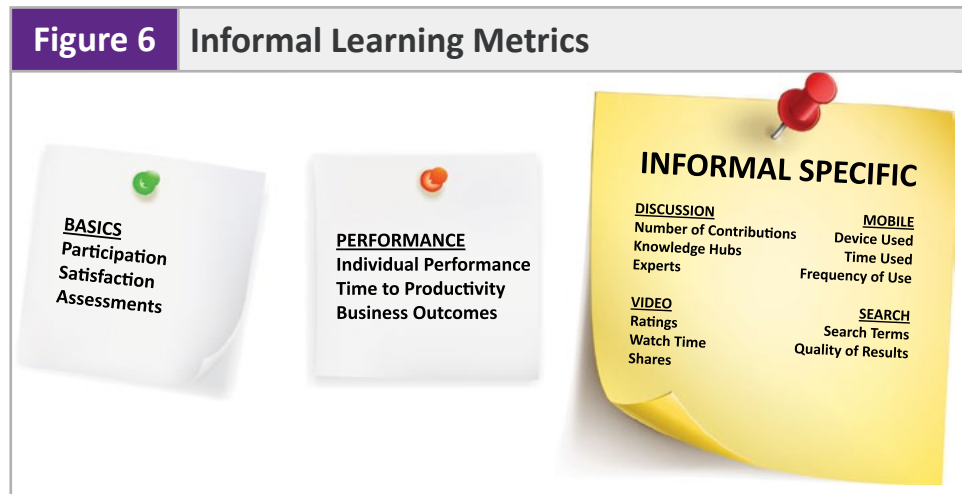 Figure 6 Informal Learning Metrics
BASICS
Participation
Satisfaction
Assessments
PERFORMANCE
Individual Performance
Time to Productivity
Business Outcomes
INFORMAL SPECIFIC
DISCUSSION
Number of Contributions
Knowledge Hubs
Experts
MOBILE
Device Used
Time Used
Frequency of Use
VIDEO
Ratings
Watch Time
Shares
SEARCH
Search Terms
Quality of Results